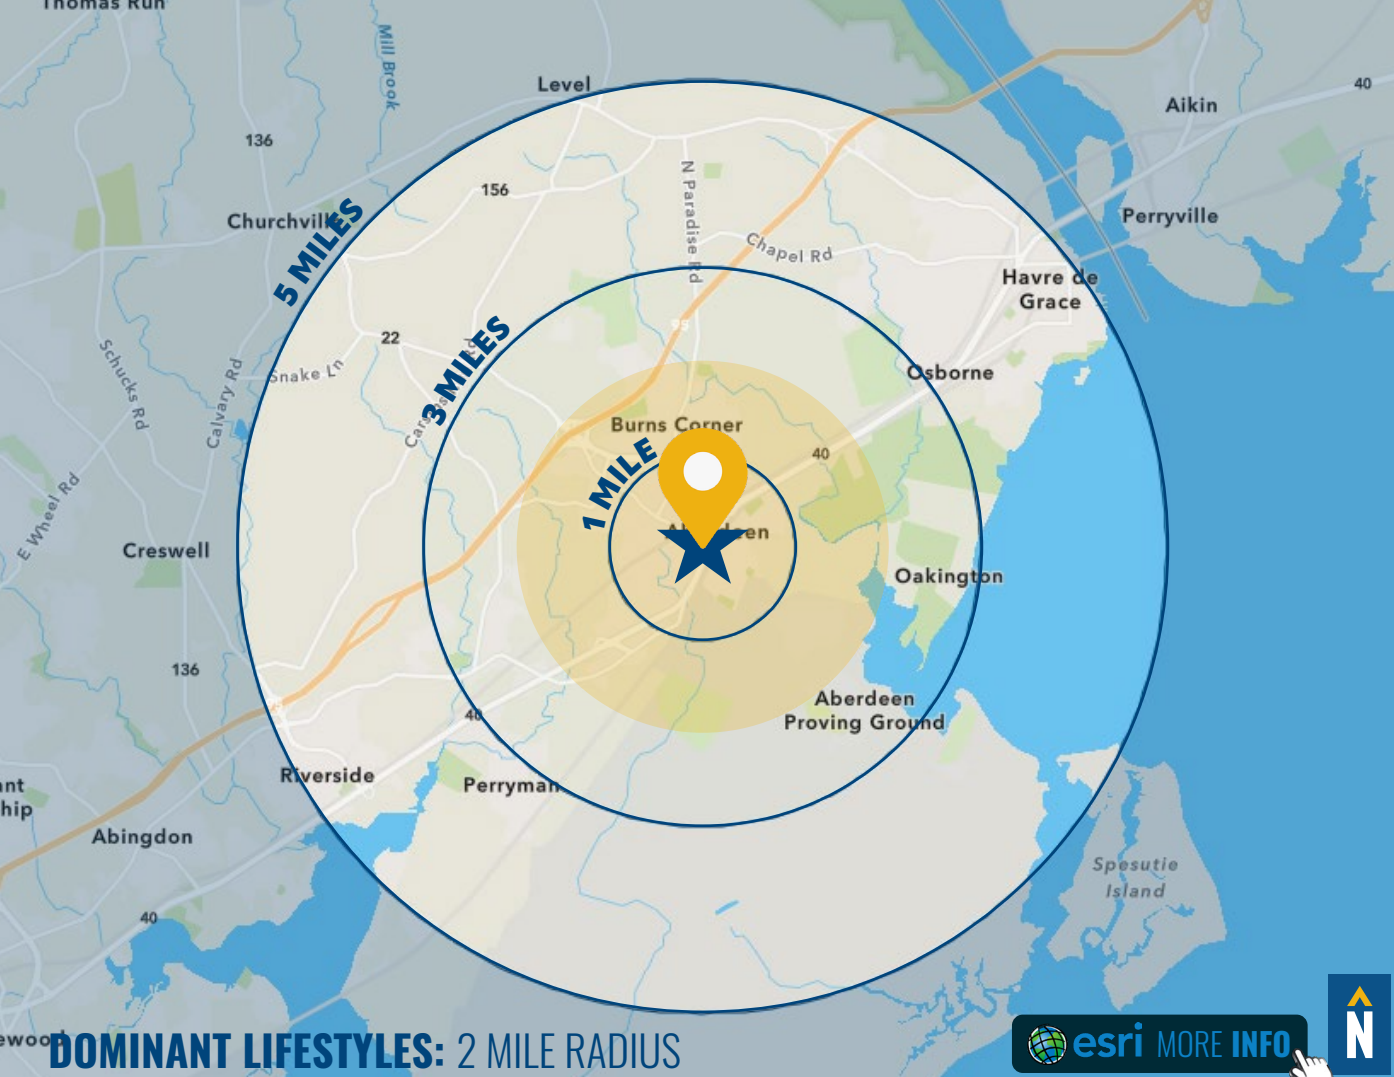 Thomas Run
Mill Brook
Level
40
Aikin
136
156
N Paradise Rd
Churchvill
5 MILES
Perryville
Chapel Rd
Havre de
Grace
95
22
3 MILES
Schucks Rd
Snake Ln
Calvary Rd
Osborne
Burns Corner
40
1 MILE
E Wheel Rd
Creswell
Oakington
136
Aberdeen
Proving Ground
40
Riverside
Perryman
Abingdon
Spesutie
Island
40
DOMINANT LIFESTYLES: 2 MILE RADIUS
esri MORE INFO
N